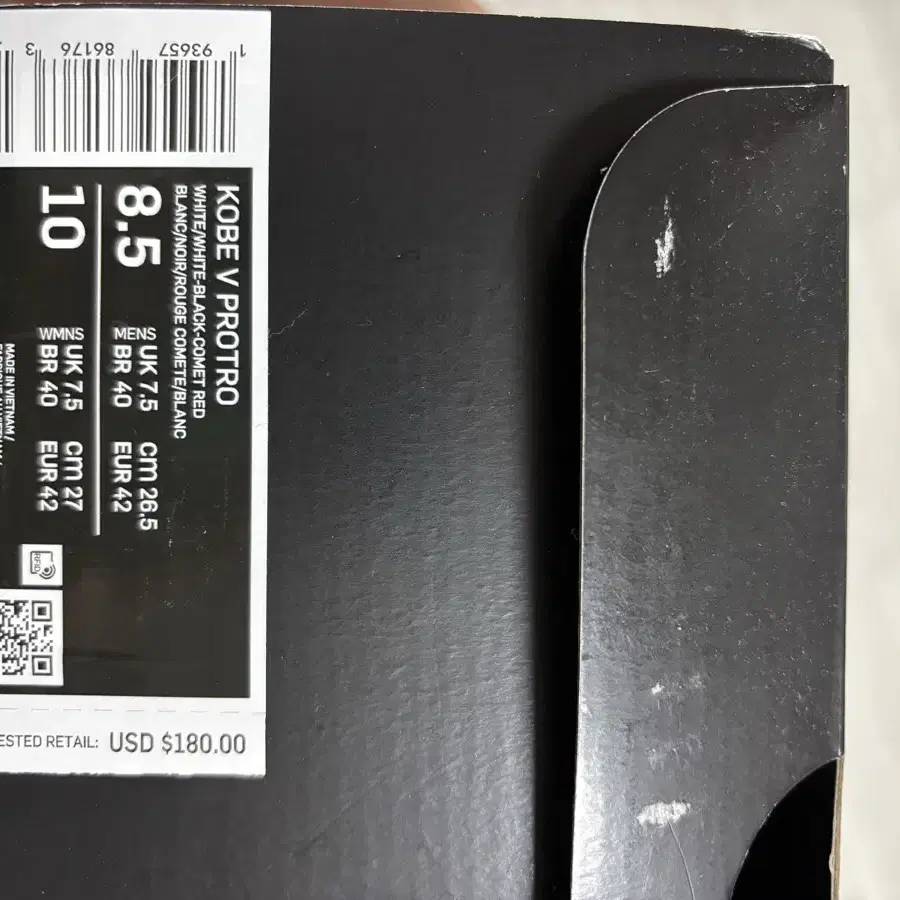 KOBE V PROTRO
WHITE/WHITE-BLACK-COMET RED
BLANC/NOIR/ROUGE COMETE/BLANC
8.5
MENS UK 7.5 cm 26.5
BR 40 EUR 42
10
WMNS UK 7.5 cm 27
BR 40 EUR 42
MADE IN VIETNAM /
RFID
1 93657 86176 3
RETAIL: USD $180.00